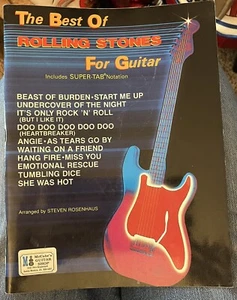 The Best Of
ROLLING STONES
For Guitar
Includes SUPER-TAB® Notation
BEAST OF BURDEN•START ME UP
UNDERCOVER OF THE NIGHT
IT'S ONLY ROCK 'N' ROLL
(BUT I LIKE IT)
DOO DOO DOO DOO DOO
(HEARTBREAKER)
ANGIE•AS TEARS GO BY
WAITING ON A FRIEND
HANG FIRE•MISS YOU
EMOTIONAL RESCUE
TUMBLING DICE
SHE WAS HOT
Arranged by STEVEN ROSENHAUS
GUITAR
SHOP